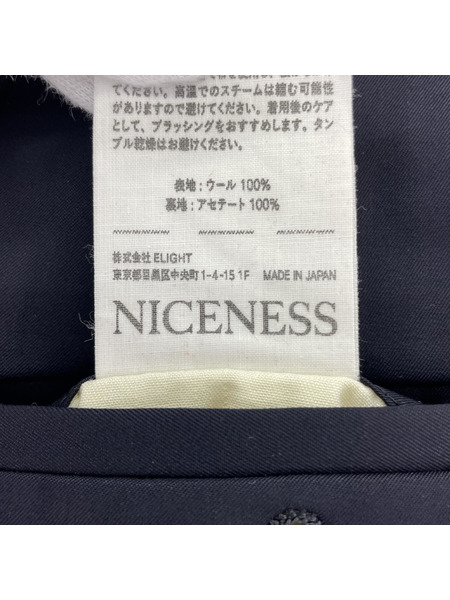 てください。高温でのスチームは縮む可能性
がありますので避けてください。着用後のケア
として、ブラッシングをおすすめします。タン
ブル乾燥はお避けください。
表地:ウール 100%
裏地:アセテート 100%
株式会社 ELIGHT
東京都目黒区中央町1-4-15 1F MADE IN JAPAN
NICENESS